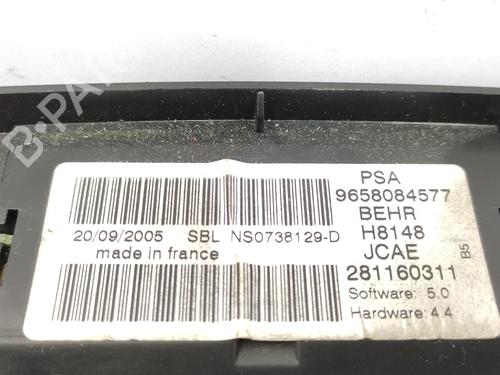 B-PARTS
PSA
9658084577
BEHR
H8148
JCAE
281160311
B5
Software: 5.0
Hardware: 4.4
20/09/2005 SBL NS0738129-D
made in france